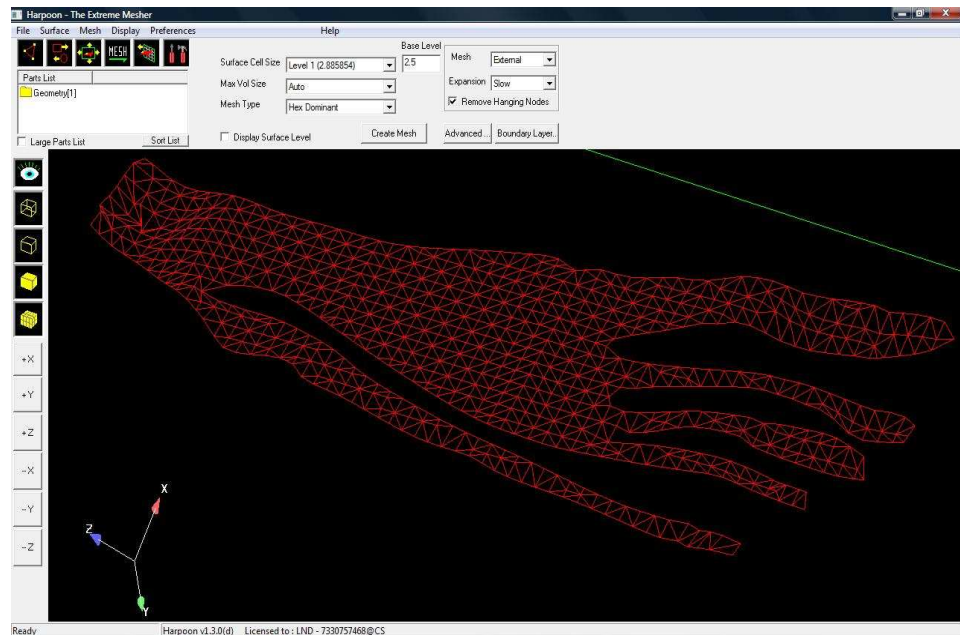 Harpoon - The Extreme Mesher
File Surface Mesh Display Preferences Help
MESH
Parts List
Geometry[1]
Large Parts List Sort List
Surface Cell Size Level 1 (2.885854)
Base Level
2.5
Max Vol Size Auto
Mesh Type Hex Dominant
Display Surface Level Create Mesh
Mesh External
Expansion Slow
Remove Hanging Nodes
Advanced ... Boundary Layer..
+X
+Y
+Z
-X
-Y
-Z
X
Z
Y
Ready Harpoon v1.3.0(d) Licensed to : LND - 7330757468@CS